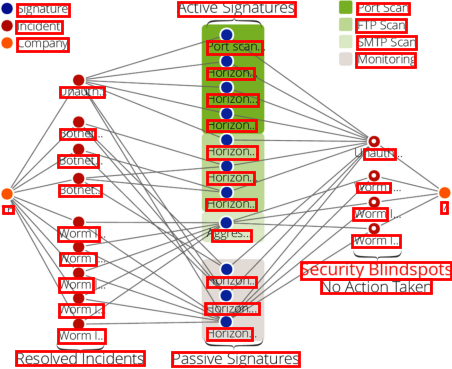 Signature
Incident
Company
Active Signatures
Port Scan
FTP Scan
SMTP Scan
Monitoring
Port Scan...
Horizon...
Horizon...
Horizon...
Horizon...
Horizon...
Horizon...
Aggres...
Horizon...
Horizon...
Horizon...
Unauth...
Botnet...
Botnet...
Botnet...
Worm I...
Worm ...
Worm I...
Worm I...
Worm I...
Unauth...
Worm ...
Worm I...
Worm I...
Security Blindspots
No Action Taken
Resolved Incidents
Passive Signatures